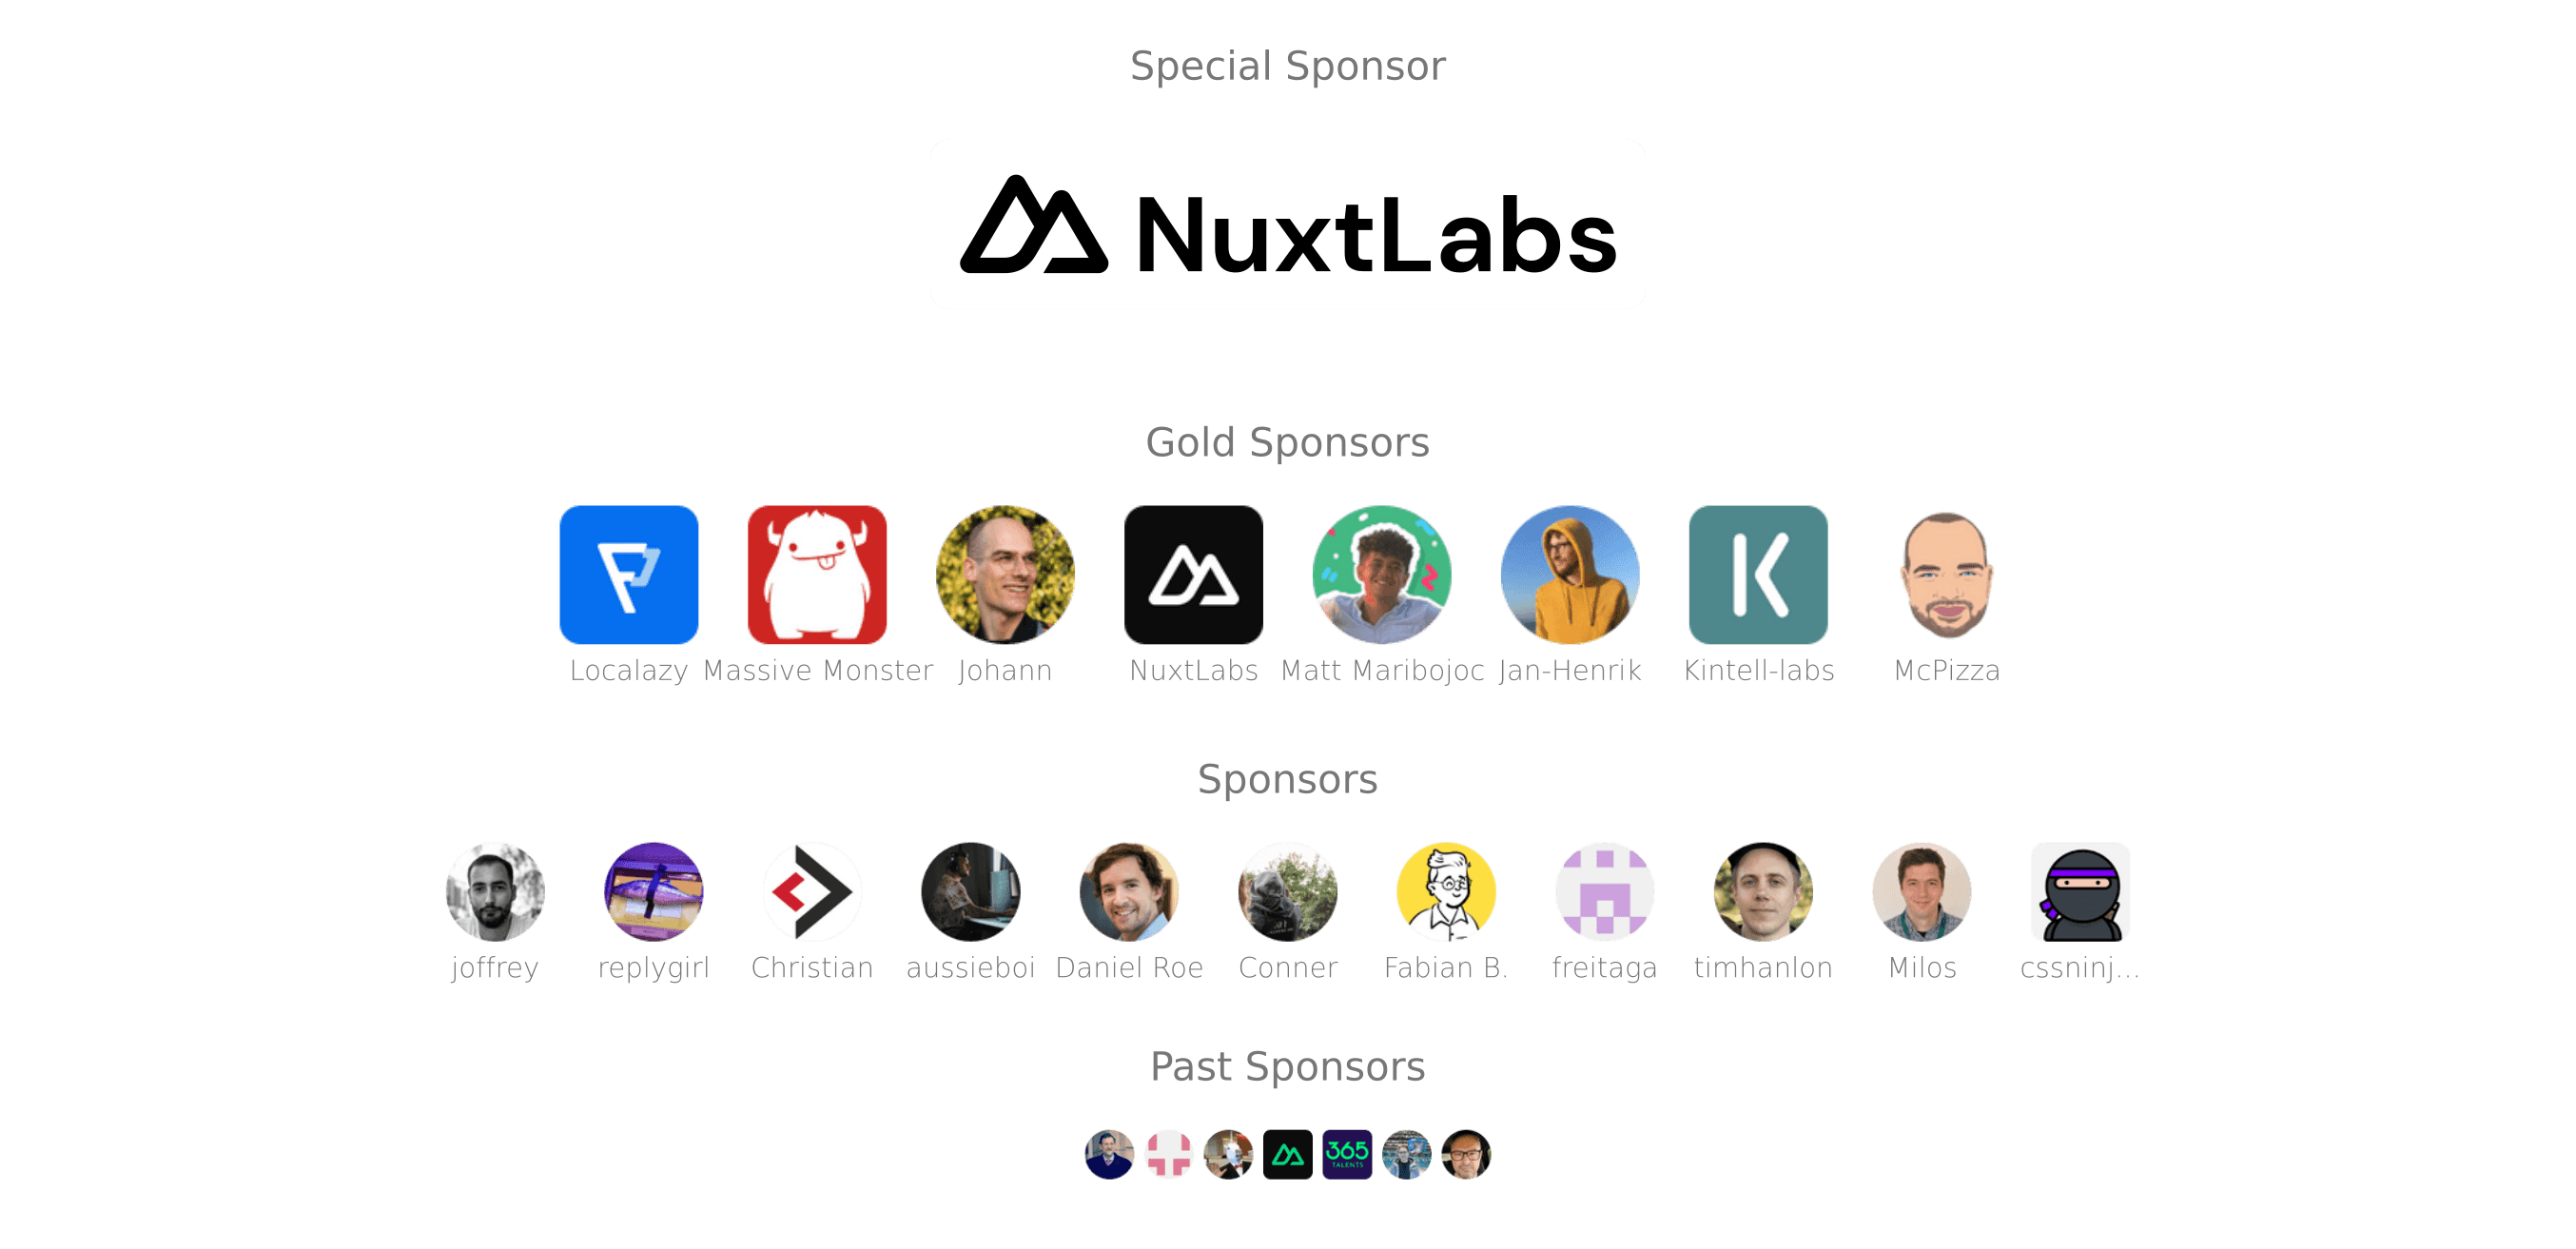 Special Sponsor
NuxtLabs
Gold Sponsors
Localazy Massive Monster Johann NuxtLabs Matt Maribojoc Jan-Henrik Kintell-labs McPizza
Sponsors
joffrey replygirl Christian aussieboi Daniel Roe Conner Fabian B. freitaga timhanlon Milos cssninj...
Past Sponsors
365
TALENTS